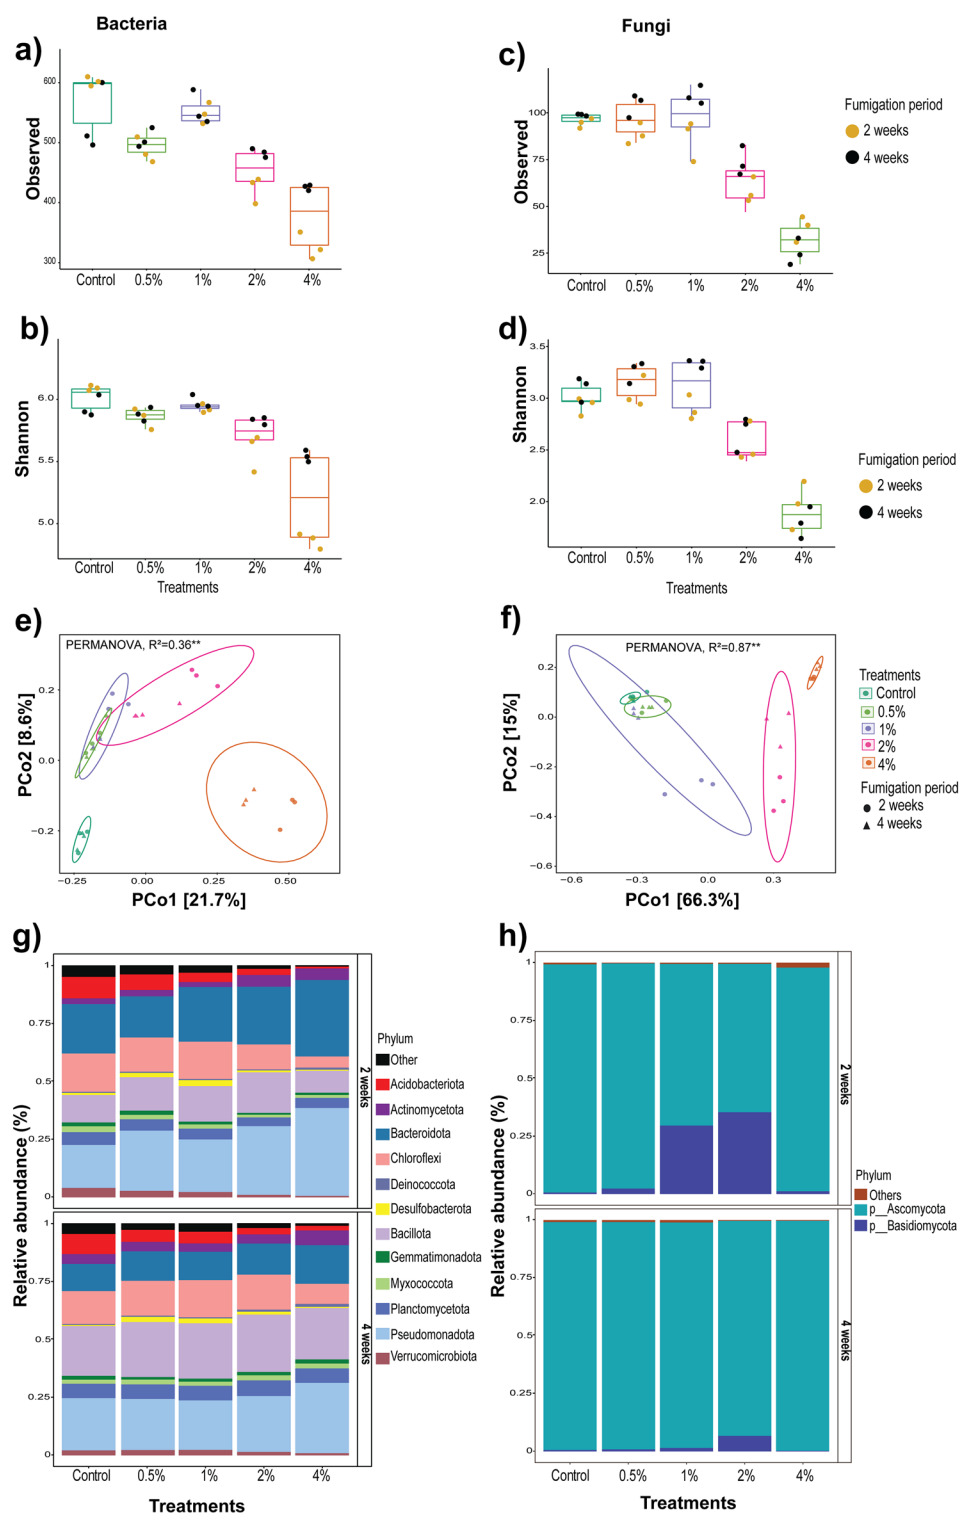 Bacteria
Fungi
a)
600
500
400
300
Observed
Control 0.5% 1% 2% 4%
c)
100
75
50
25
Observed
Control 0.5% 1% 2% 4%
Fumigation period
2 weeks
4 weeks
b)
6.0
5.5
5.0
Shannon
Control 0.5% 1% 2% 4%
Treatments
d)
3.5
3.0
2.5
2.0
Shannon
Control 0.5% 1% 2% 4%
Treatments
Fumigation period
2 weeks
4 weeks
e)
PERMANOVA, R²=0.36**
0.2
0.0
−0.2
PCo2 [8.6%]
−0.25 0.00 0.25 0.50
PCo1 [21.7%]
f)
PERMANOVA, R²=0.87**
0.2
0.0
−0.2
−0.4
−0.6
PCo2 [15%]
−0.6 −0.3 0.0 0.3
PCo1 [66.3%]
Treatments
Control
0.5%
1%
2%
4%
Fumigation period
2 weeks
4 weeks
g)
1
0.75
0.5
0.25
0
2 weeks
1
0.75
0.5
0.25
0
4 weeks
Relative abundance (%)
Control 0.5% 1% 2% 4%
Treatments
Phylum
Other
Acidobacteriota
Actinomycetota
Bacteroidota
Chloroflexi
Deinococcota
Desulfobacterota
Bacillota
Gemmatimonadota
Myxococcota
Planctomycetota
Pseudomonadota
Verrucomicrobiota
h)
1
0.75
0.5
0.25
0
2 weeks
1
0.75
0.5
0.25
0
4 weeks
Relative abundance (%)
Control 0.5% 1% 2% 4%
Treatments
Phylum
Others
p__Ascomycota
p__Basidiomycota